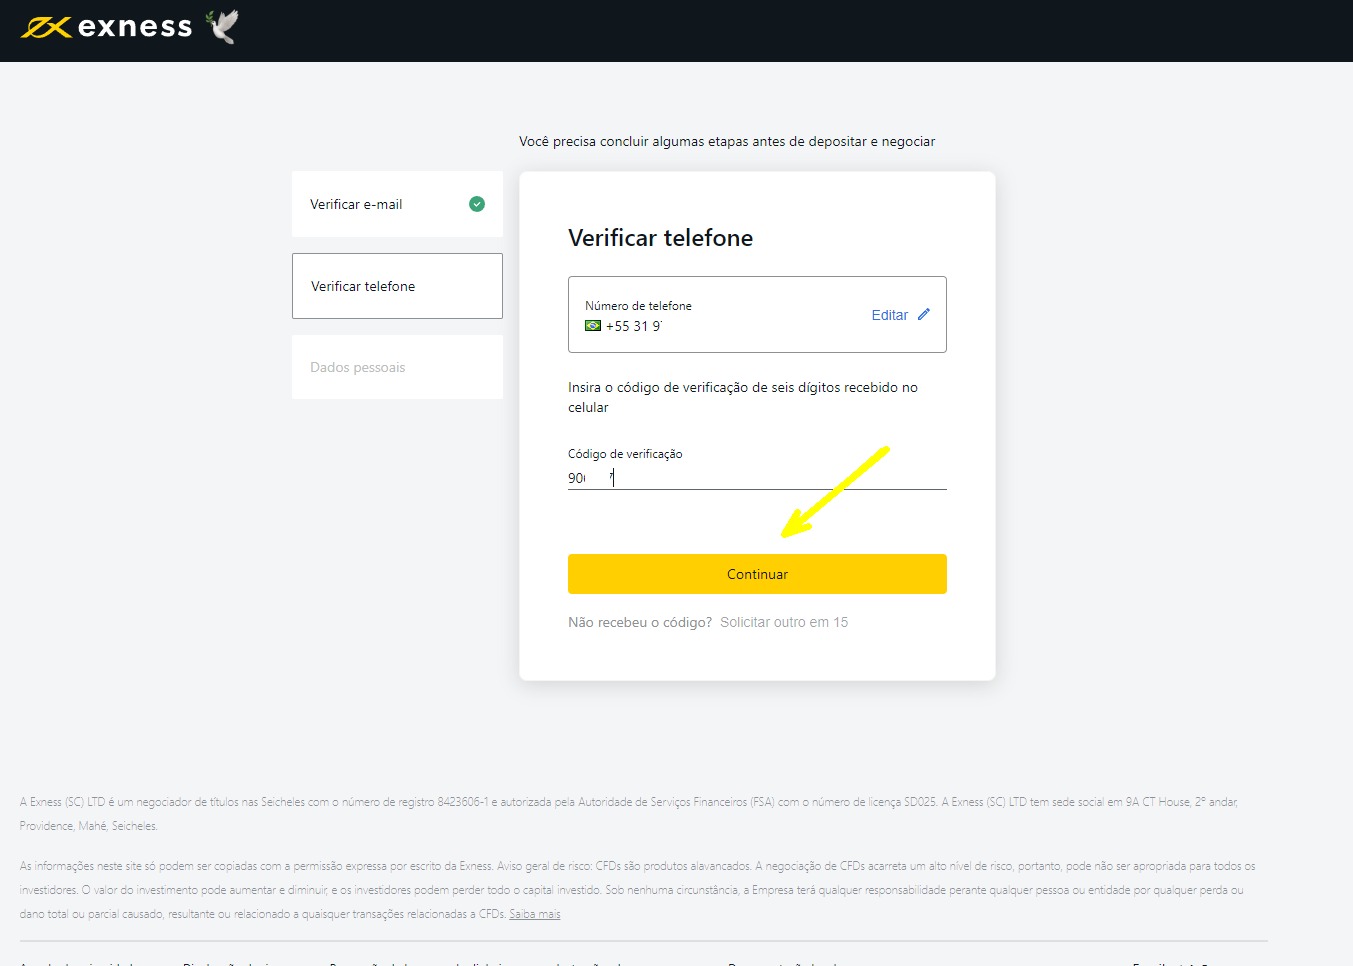 exness
Você precisa concluir algumas etapas antes de depositar e negociar
Verificar e-mail
Verificar telefone
Dados pessoais
Verificar telefone
Número de telefone
+55 31 9
Editar
Insira o código de verificação de seis dígitos recebido no
celular
Código de verificação
90
Continuar
Não recebeu o código? Solicitar outro em 15
A Exness (SC) LTD é um negociador de títulos nas Seicheles com o número de registro 8423606-1 e autorizada pela Autoridade de Serviços Financeiros (FSA) com o número de licença SD025. A Exness (SC) LTD tem sede social em 9A CT House, 2º andar,
Providence, Mahé, Seicheles.
As informações neste site só podem ser copiadas com a permissão expressa por escrito da Exness. Aviso geral de risco: CFDs são produtos alavancados. A negociação de CFDs acarreta um alto nível de risco, portanto, pode não ser apropriada para todos os
investidores. O valor do investimento pode aumentar e diminuir, e os investidores podem perder todo o capital investido. Sob nenhuma circunstância, a Empresa terá qualquer responsabilidade perante qualquer pessoa ou entidade por qualquer perda ou
dano total ou parcial causado, resultante ou relacionado a quaisquer transações relacionadas a CFDs. Saiba mais